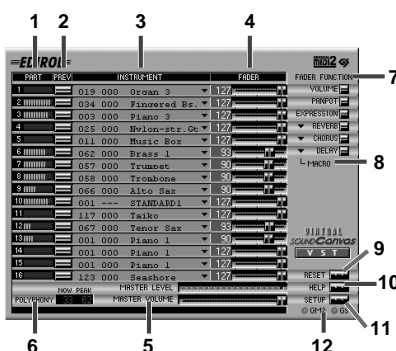 1 2 3 4
EDIROL midi2
PART PREV INSTRUMENT FADER FADER FUNCTION 7
1 019 000 Organ 3 127 VOLUME
2 034 000 Fingered Bs. 127 PANPOT
3 003 000 Piano 3 127 EXPRESSION
4 025 000 Nylon-str.Gt 127 REVERB
5 011 000 Music Box 127 CHORUS
6 062 000 Brass 1 93 DELAY
7 057 000 Trumpet 90 MACRO 8
8 058 000 Trombone 90
9 066 000 Alto Sax 90
10 001 --- STANDARD1 127
11 117 000 Taiko 127
12 067 000 Tenor Sax 93 VIRTUAL
13 001 000 Piano 1 90 SOUND Canvas
14 001 000 Piano 1 127 VST
15 001 000 Piano 1 127 9
16 123 000 Seashore 127 RESET
NOW PEAK MASTER LEVEL HELP 10
POLYPHONY 33 62 MASTER VOLUME SETUP
GM2 GS 11
6 5 12